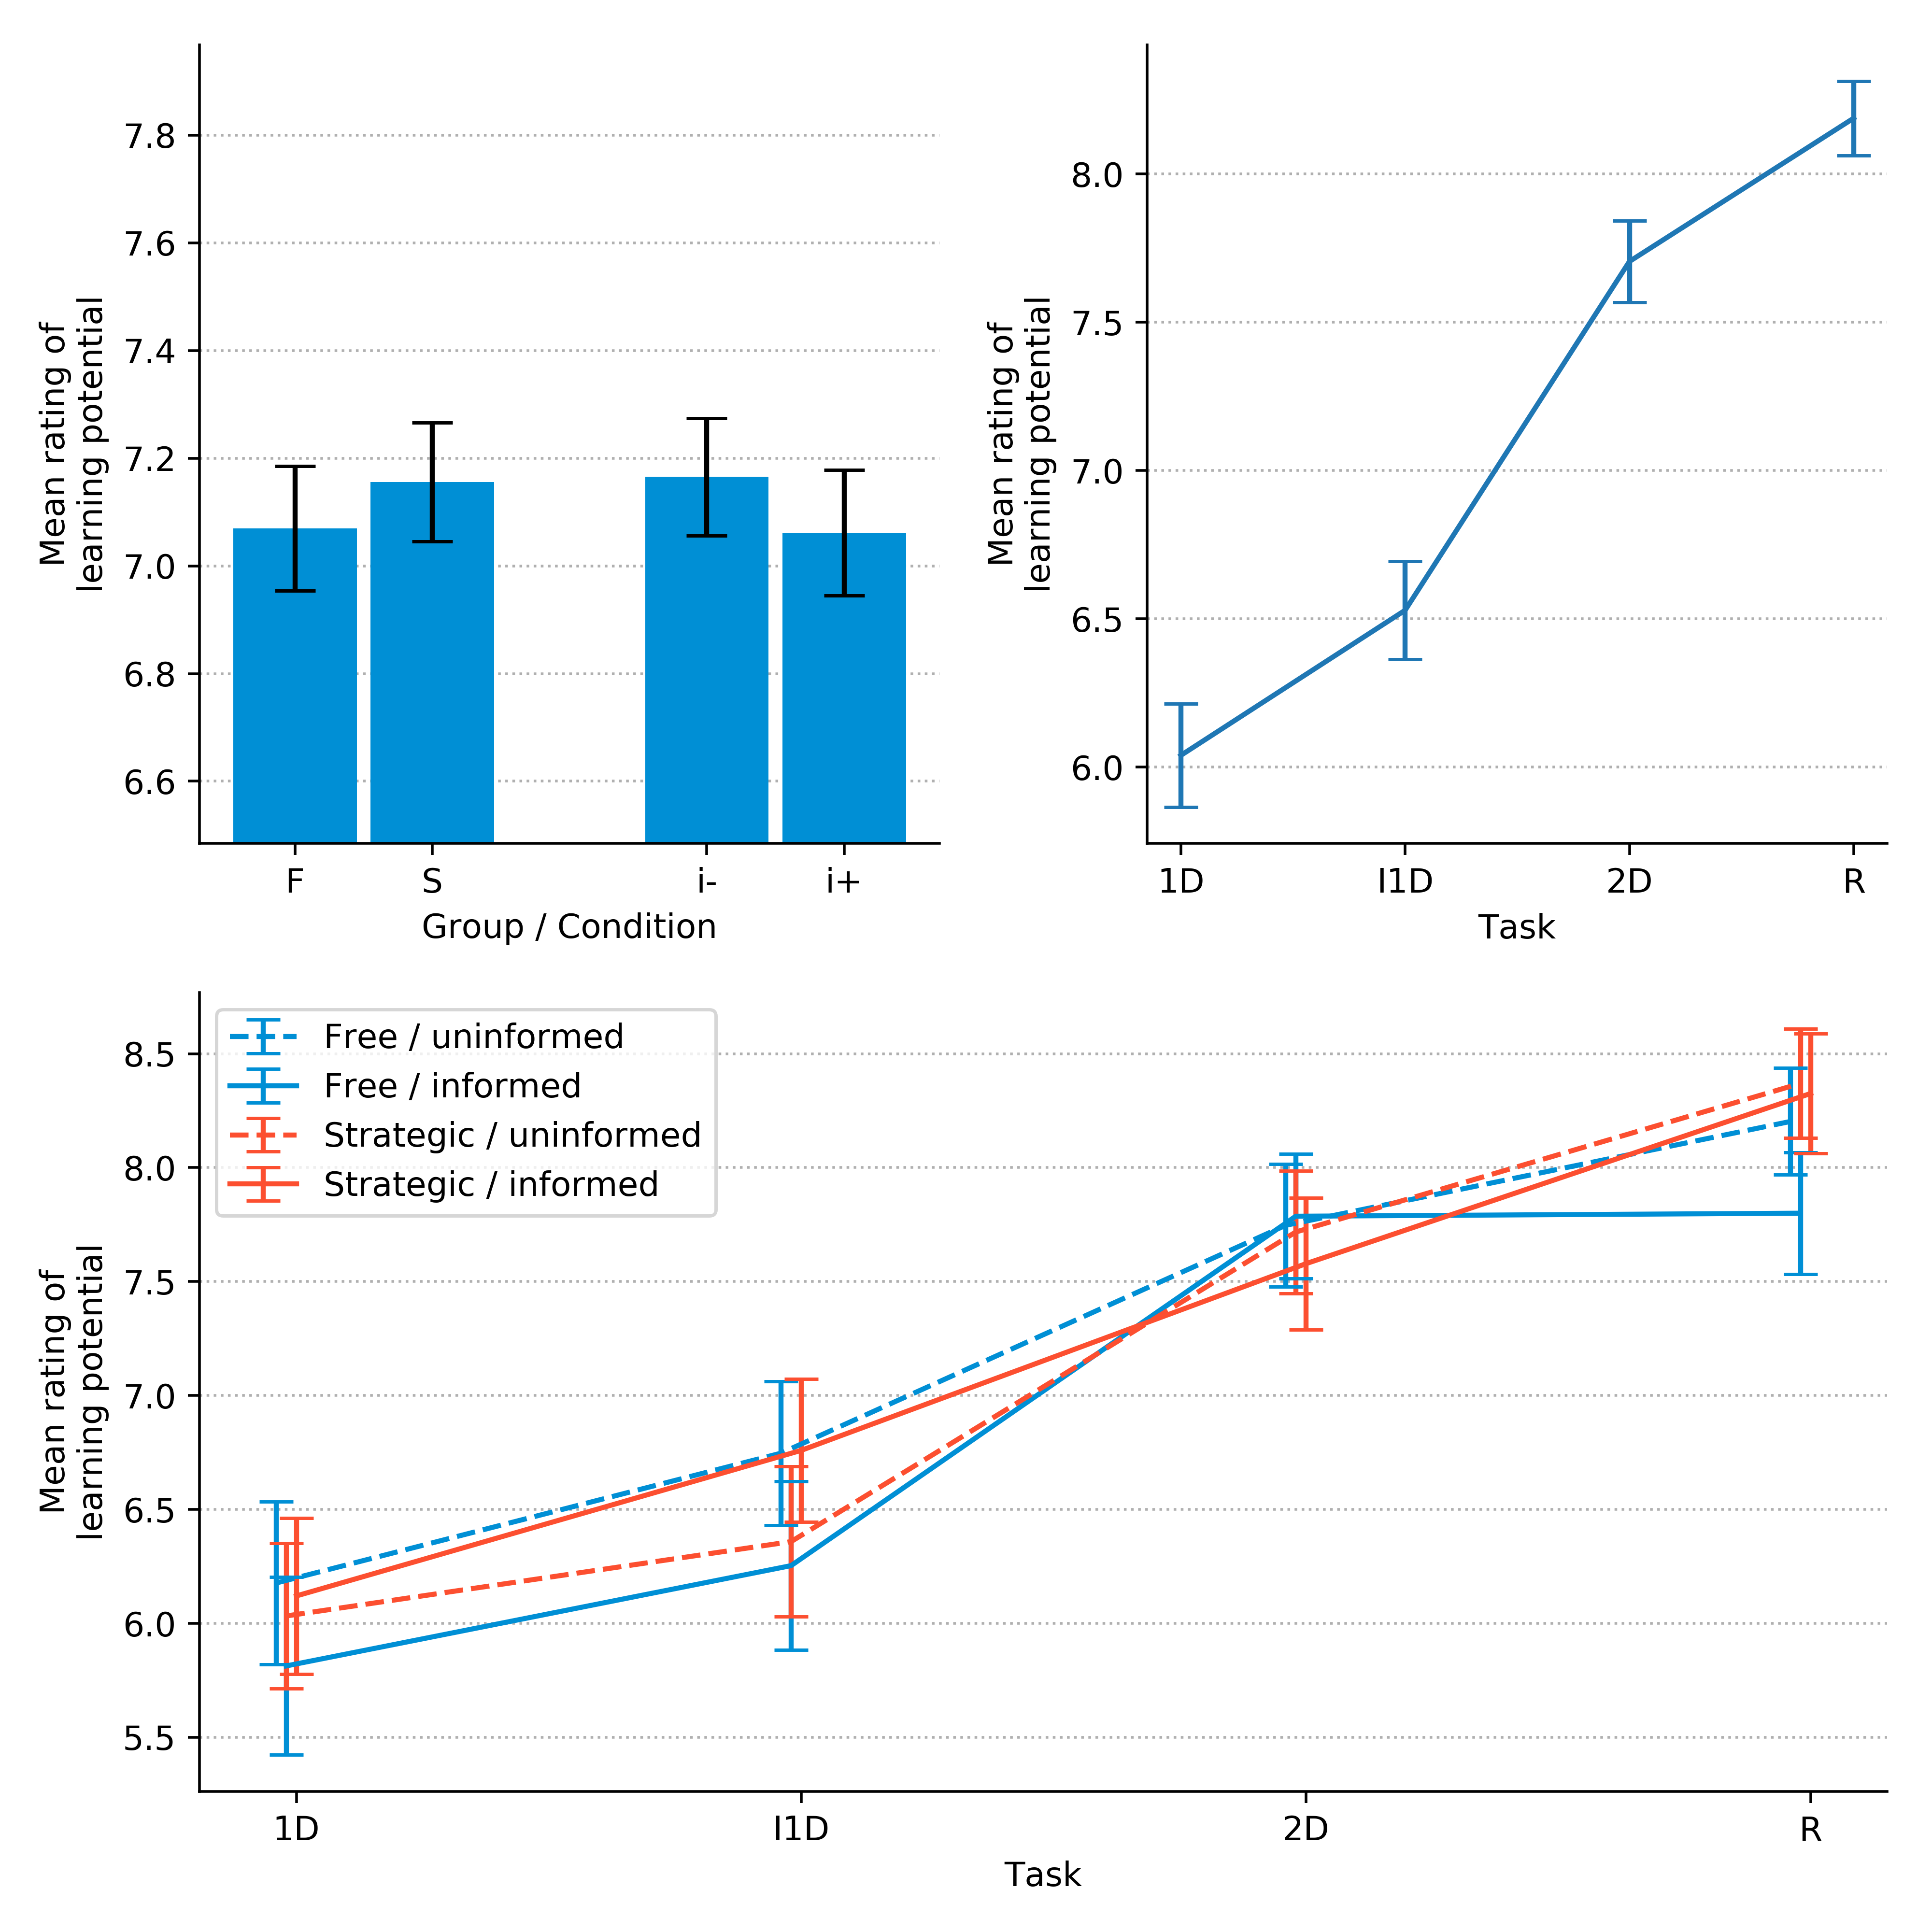 Mean rating of
learning potential
7.8
7.6
7.4
7.2
7.0
6.8
6.6
F S i- i+
Group / Condition
Mean rating of
learning potential
8.0
7.5
7.0
6.5
6.0
1D I1D 2D R
Task
Mean rating of
learning potential
8.5
8.0
7.5
7.0
6.5
6.0
5.5
Free / uninformed
Free / informed
Strategic / uninformed
Strategic / informed
1D I1D 2D R
Task